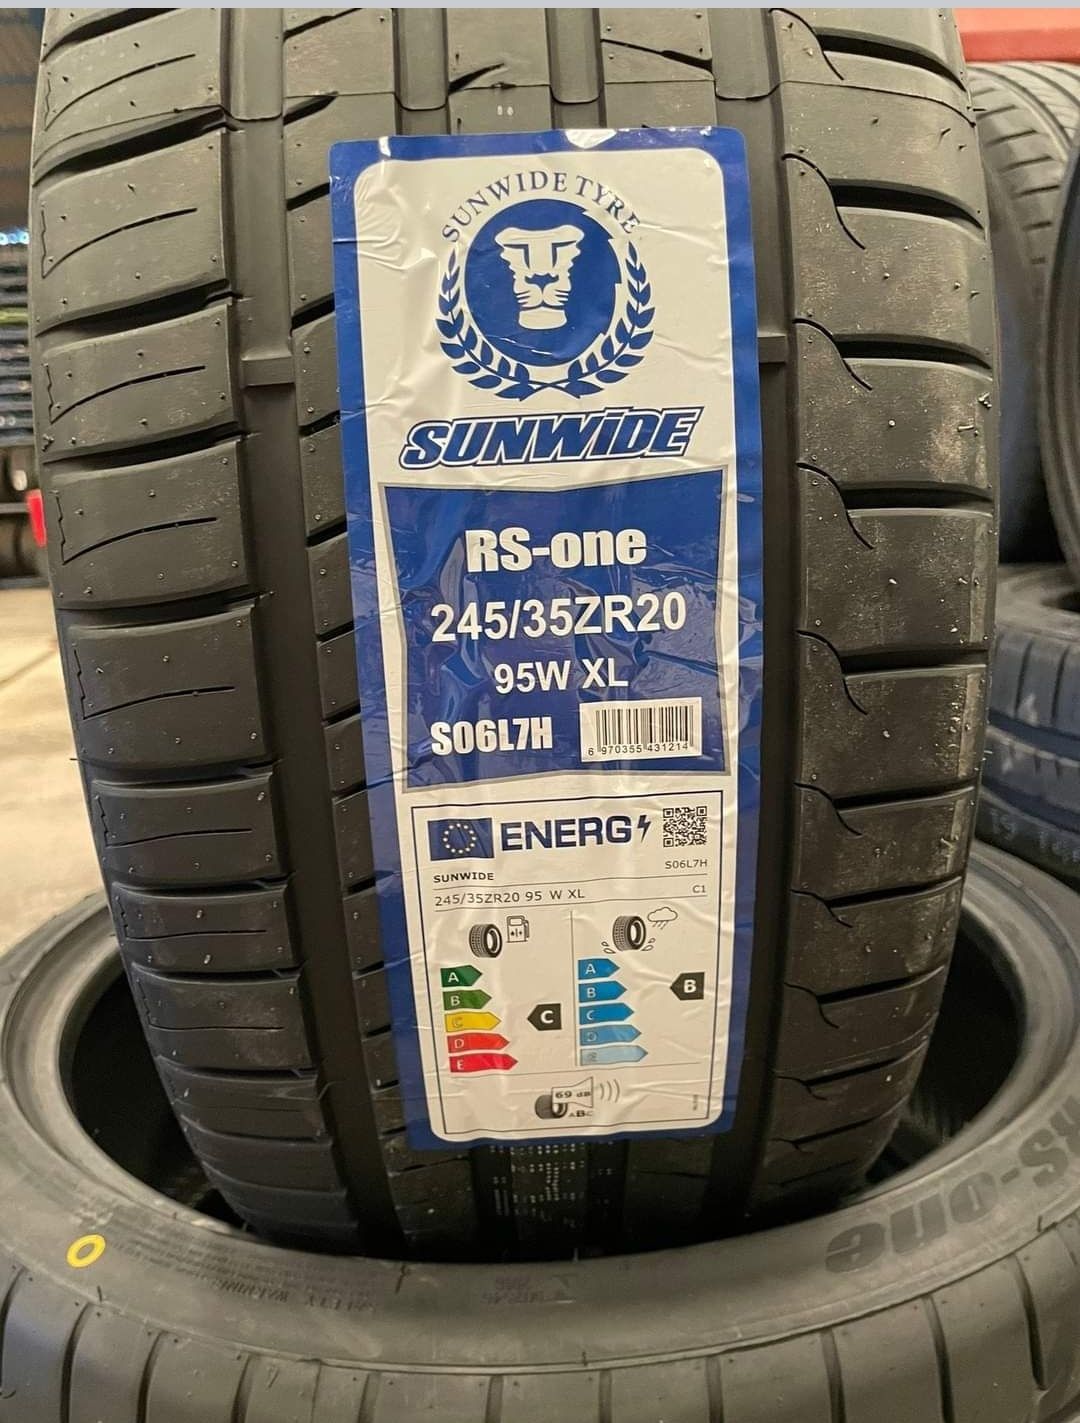 SUNWIDE TYRE
SUNWIDE
RS-one
245/35ZR20
95W XL
S06L7H
6 970355 431214
ENERG
SUNWIDE S06L7H
245/35ZR20 95 W XL C1
A
B
C
D
E
C
A
B
C
D
E
B
69 dB
ABC
RS-one